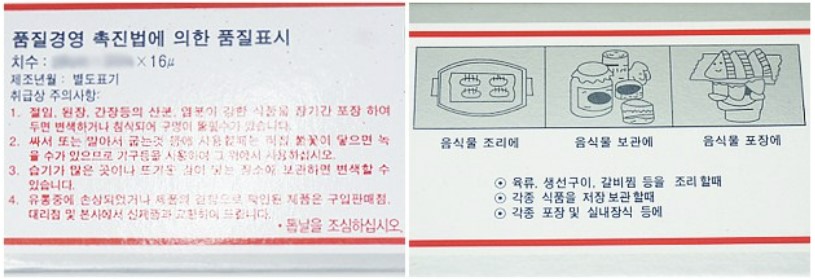 품질경영 촉진법에 의한 품질표시
치수 : ×16μ
제조년월 : 별도표기
취급상 주의사항:
1. 절임, 된장, 간장등의 산분, 염분이 강한 식품을 장기간 포장 하여
두면 변색하거나 침식되어 구멍이 뚫릴수가 있습니다.
2. 싸서 또는 말아서 굽는것 등에 사용할때는 직접 불꽃이 닿으면 녹
을 수가 있으므로 기구등을 사용하여 그 위에서 사용하십시오.
3. 습기가 많은 곳이나 뜨거운 김이 닿는 장소에 보관하면 변색할 수
있습니다.
4. 유통중에 손상되었거나 제품의 결함으로 확인된 제품은 구입판매점,
대리점 및 본사에서 신제품과 교환하여 드립니다.
• 톱날을 조심하십시오.
음식물 조리에
음식물 보관에
음식물 포장에
⊙ 육류, 생선구이, 갈비찜 등을 조리할때
⊙ 각종 식품을 저장보관할때
⊙ 각종 포장및 실내장식 등에